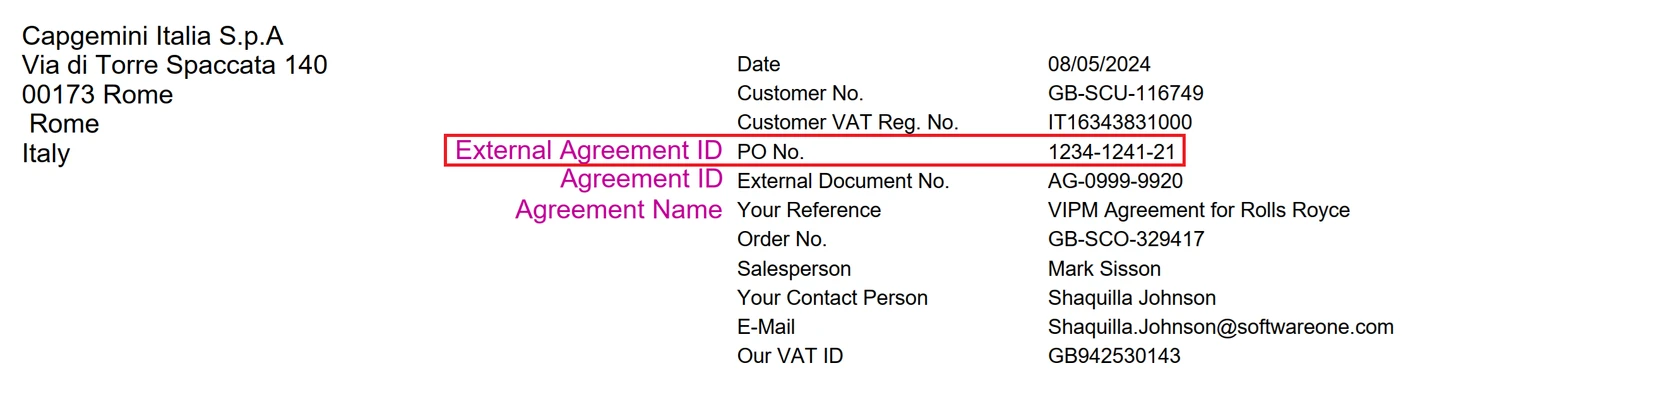 Capgemini Italia S.p.A
Via di Torre Spaccata 140
00173 Rome
Rome
Italy
Date 08/05/2024
Customer No. GB-SCU-116749
Customer VAT Reg. No. IT16343831000
External Agreement ID PO No. 1234-1241-21
Agreement ID External Document No. AG-0999-9920
Agreement Name Your Reference VIPM Agreement for Rolls Royce
Order No. GB-SCO-329417
Salesperson Mark Sisson
Your Contact Person Shaquilla Johnson
E-Mail Shaquilla.Johnson@softwareone.com
Our VAT ID GB942530143